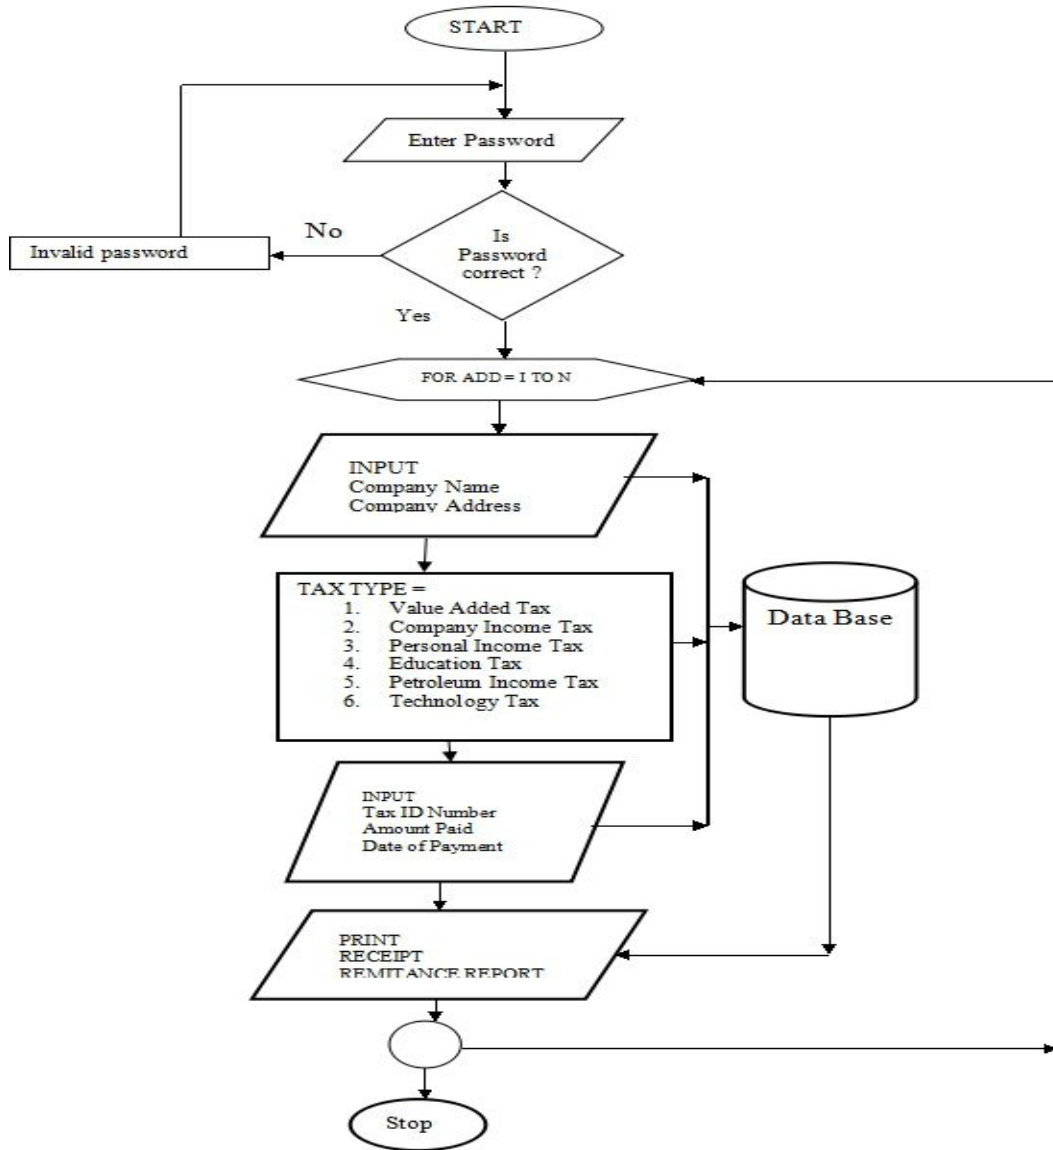 START
Enter Password
Is
Password
correct ?
No
Invalid password
Yes
FOR ADD = I TO N
INPUT
Company Name
Company Address
TAX TYPE =
1. Value Added Tax
2. Company Income Tax
3. Personal Income Tax
4. Education Tax
5. Petroleum Income Tax
6. Technology Tax
Data Base
INPUT
Tax ID Number
Amount Paid
Date of Payment
PRINT
RECEIPT
REMITANCE REPORT
Stop